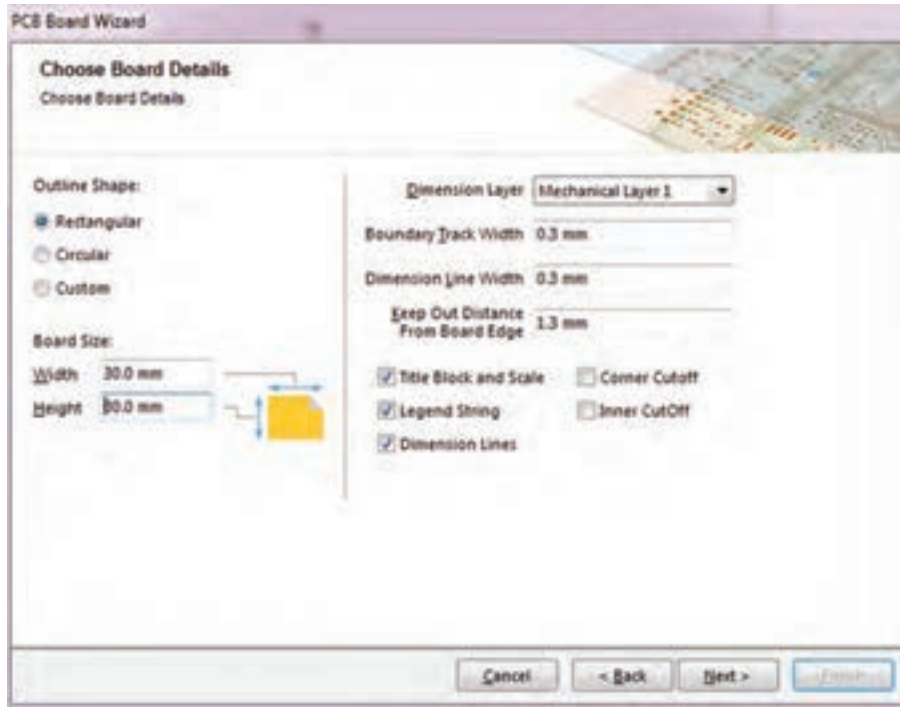 PCB Board Wizard
Choose Board Details
Choose Board Details
Outline Shape:
Rectangular
Circular
Custom
Board Size:
Width 30.0 mm
Height 30.0 mm
Dimension Layer Mechanical Layer 1
Boundary Track Width 0.3 mm
Dimension Line Width 0.3 mm
Keep Out Distance
From Board Edge 1.3 mm
Title Block and Scale Corner Cutoff
Legend String Inner CutOff
Dimension Lines
Cancel < Back Next > Finish